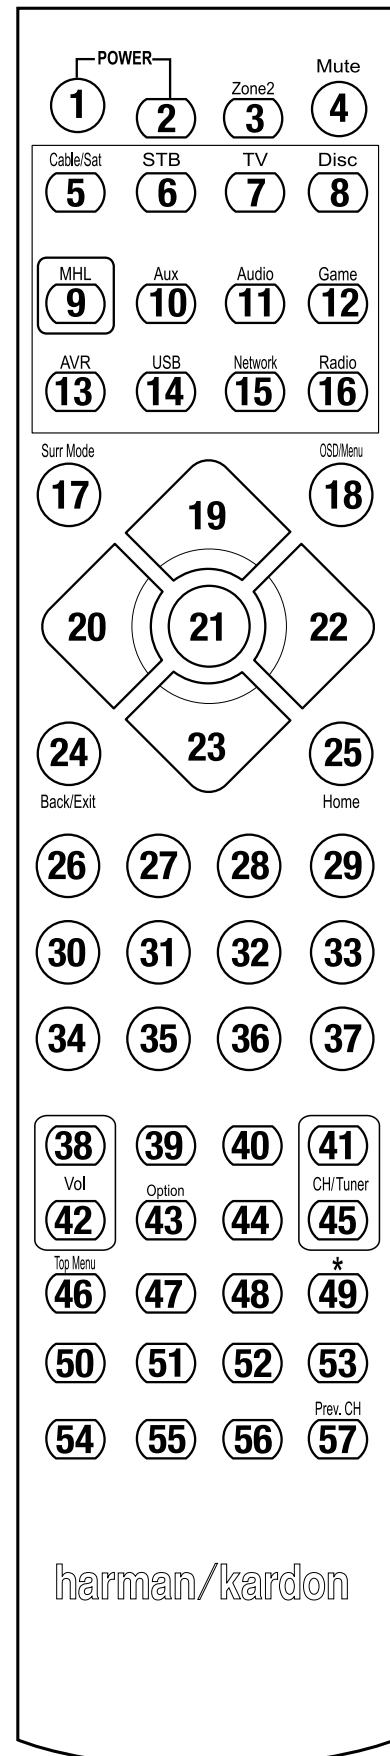 POWER
Mute
Zone2
1
2
3
4
Cable/Sat STB TV Disc
5 6 7 8
MHL Aux Audio Game
9 10 11 12
AVR USB Network Radio
13 14 15 16
Surr Mode OSD/Menu
17 18
19
20 21 22
23
24 25
Back/Exit Home
26 27 28 29
30 31 32 33
34 35 36 37
38 39 40 41
Vol Option CH/Tuner
42 43 44 45
Top Menu *
46 47 48 49
50 51 52 53
Prev. CH
54 55 56 57
harman/kardon